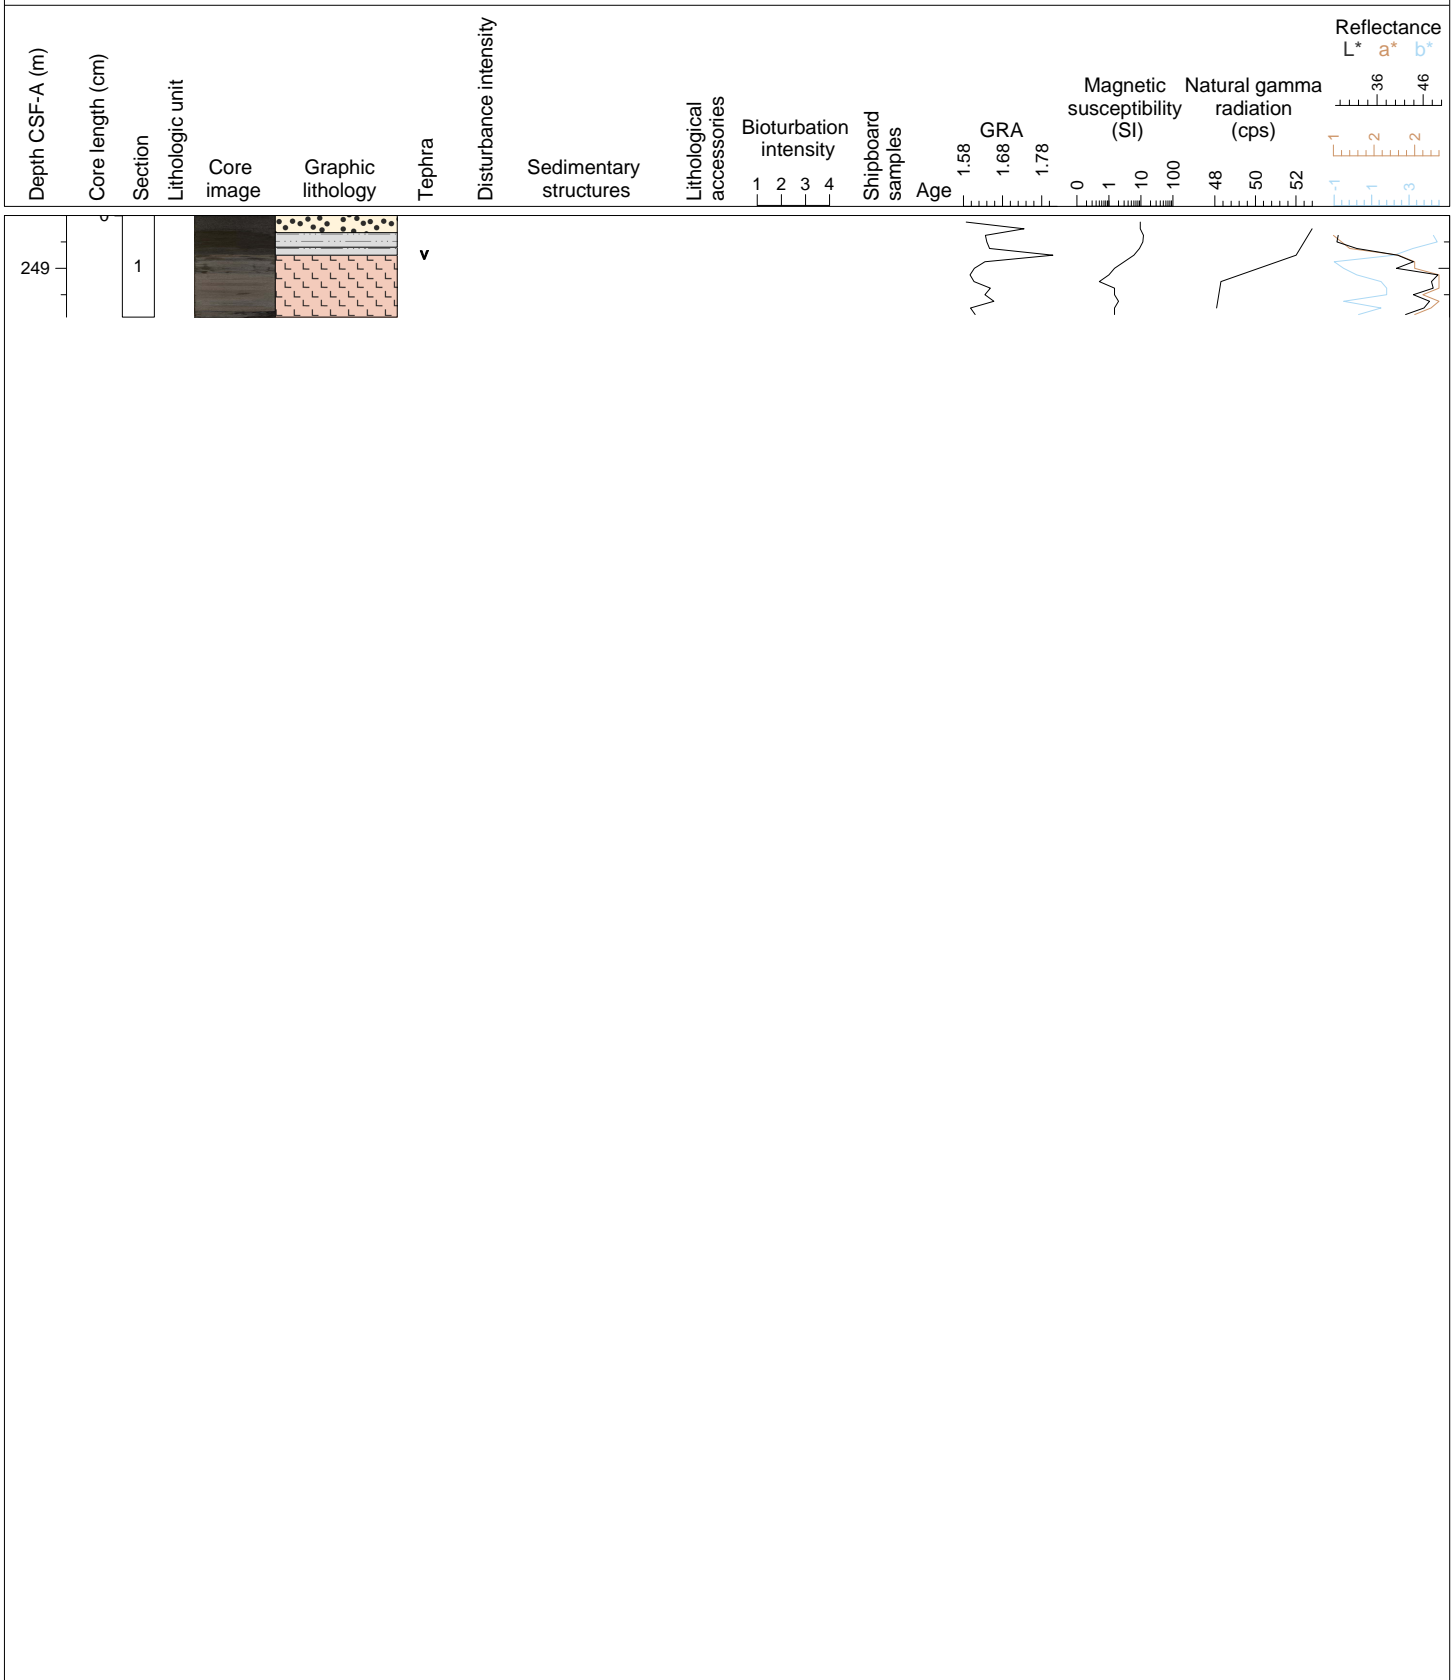 Depth CSF-A (m)
Core length (cm)
Section
Lithologic unit
Core
image
Graphic
lithology
Tephra
Disturbance intensity
Sedimentary
structures
Lithological
accessories
Bioturbation
intensity
1 2 3 4
Shipboard
samples
Age
GRA
1.58 1.68 1.78
Magnetic
susceptibility
(SI)
0 1 10 100
Natural gamma
radiation
(cps)
48 50 52
Reflectance
L* a* b*
36 46
1 2 2
-1 1 3
0
249
1
v